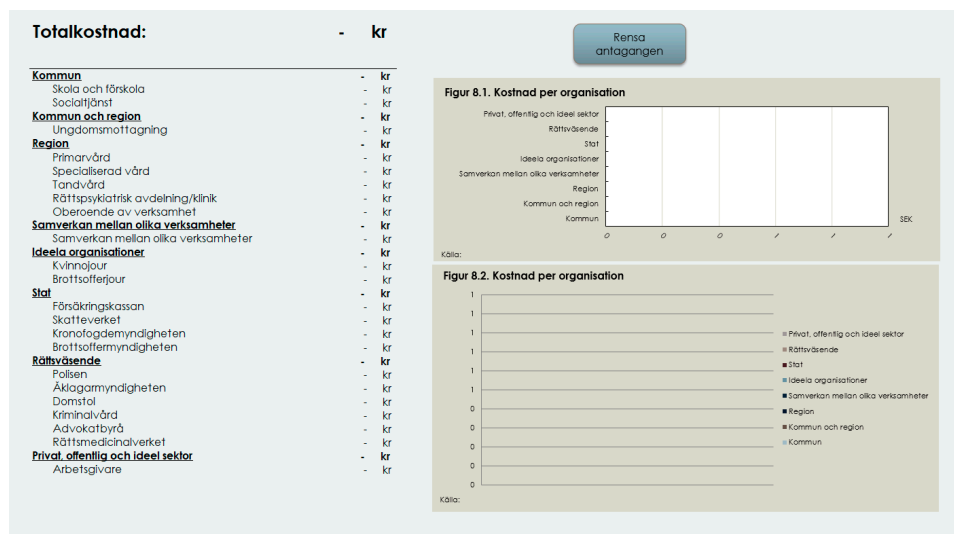 Totalkostnad: - kr
Rensa
antagangen
Kommun - kr
Skola och förskola - kr
Socialtjänst - kr
Kommun och region - kr
Ungdomsmottagning - kr
Region - kr
Primarvård - kr
Specialiserad vård - kr
Tandvård - kr
Rättspsykiatrisk avdelning/klinik - kr
Oberoende av verksamhet - kr
Samverkan mellan olika verksamheter - kr
Samverkan mellan olika verksamheter - kr
Ideela organisationer - kr
Kvinnojour - kr
Brottsofferjour - kr
Stat - kr
Försäkringskassan - kr
Skatteverket - kr
Kronofogdemyndigheten - kr
Brottsoffermyndigheten - kr
Rättsväsende - kr
Polisen - kr
Åklagarmyndigheten - kr
Domstol - kr
Kriminalvård - kr
Advokatbyrå - kr
Rättsmedicinalverket - kr
Privat, offentlig och ideel sektor - kr
Arbetsgivare - kr
Figur 8.1. Kostnad per organisation
Privat, offentlig och ideel sektor
Rättsväsende
Stat
Ideela organisationer
Samverkan mellan olika verksamheter
Region
Kommun och region
Kommun
SEK
0 0 0 1 1 1
Källa:
Figur 8.2. Kostnad per organisation
1
1
1
1
1
1
0
0
0
0
0
Privat, offentlig och ideel sektor
Rättsväsende
Stat
Ideela organisationer
Samverkan mellan olika verksamheter
Region
Kommun och region
Kommun
Källa: